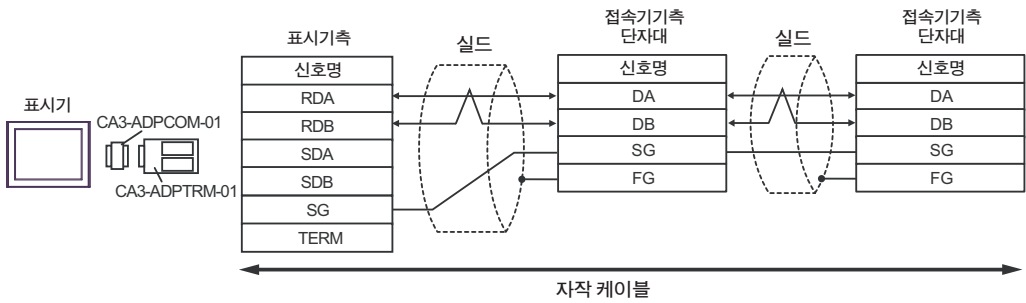 표시기
CA3-ADPCOM-01
CA3-ADPTRM-01
표시기측
신호명
RDA
RDB
SDA
SDB
SG
TERM
실드
접속기기측
단자대
신호명
DA
DB
SG
FG
실드
접속기기측
단자대
신호명
DA
DB
SG
FG
자작 케이블